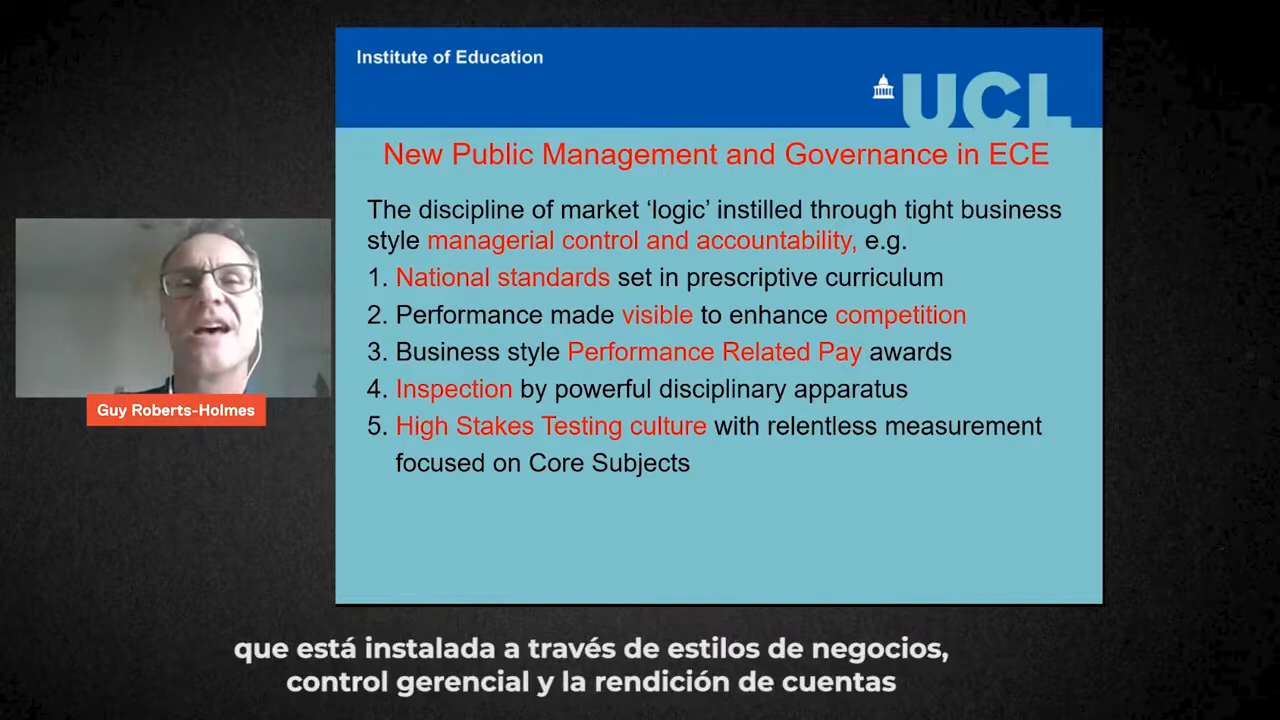 Institute of Education
UCL
New Public Management and Governance in ECE
The discipline of market ‘logic’ instilled through tight business
style managerial control and accountability, e.g.
1. National standards set in prescriptive curriculum
2. Performance made visible to enhance competition
3. Business style Performance Related Pay awards
4. Inspection by powerful disciplinary apparatus
5. High Stakes Testing culture with relentless measurement
focused on Core Subjects
Guy Roberts-Holmes
que está instalada a través de estilos de negocios,
control gerencial y la rendición de cuentas